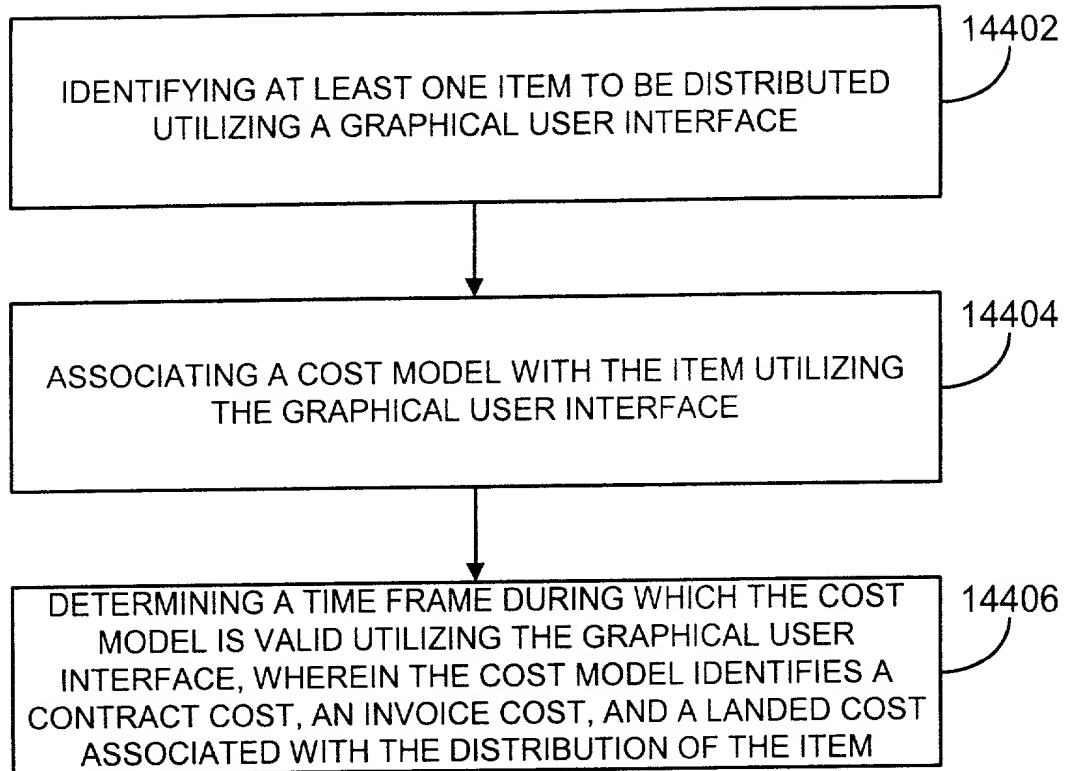 14402
IDENTIFYING AT LEAST ONE ITEM TO BE DISTRIBUTED
UTILIZING A GRAPHICAL USER INTERFACE
14404
ASSOCIATING A COST MODEL WITH THE ITEM UTILIZING
THE GRAPHICAL USER INTERFACE
14406
DETERMINING A TIME FRAME DURING WHICH THE COST
MODEL IS VALID UTILIZING THE GRAPHICAL USER
INTERFACE, WHEREIN THE COST MODEL IDENTIFIES A
CONTRACT COST, AN INVOICE COST, AND A LANDED COST
ASSOCIATED WITH THE DISTRIBUTION OF THE ITEM